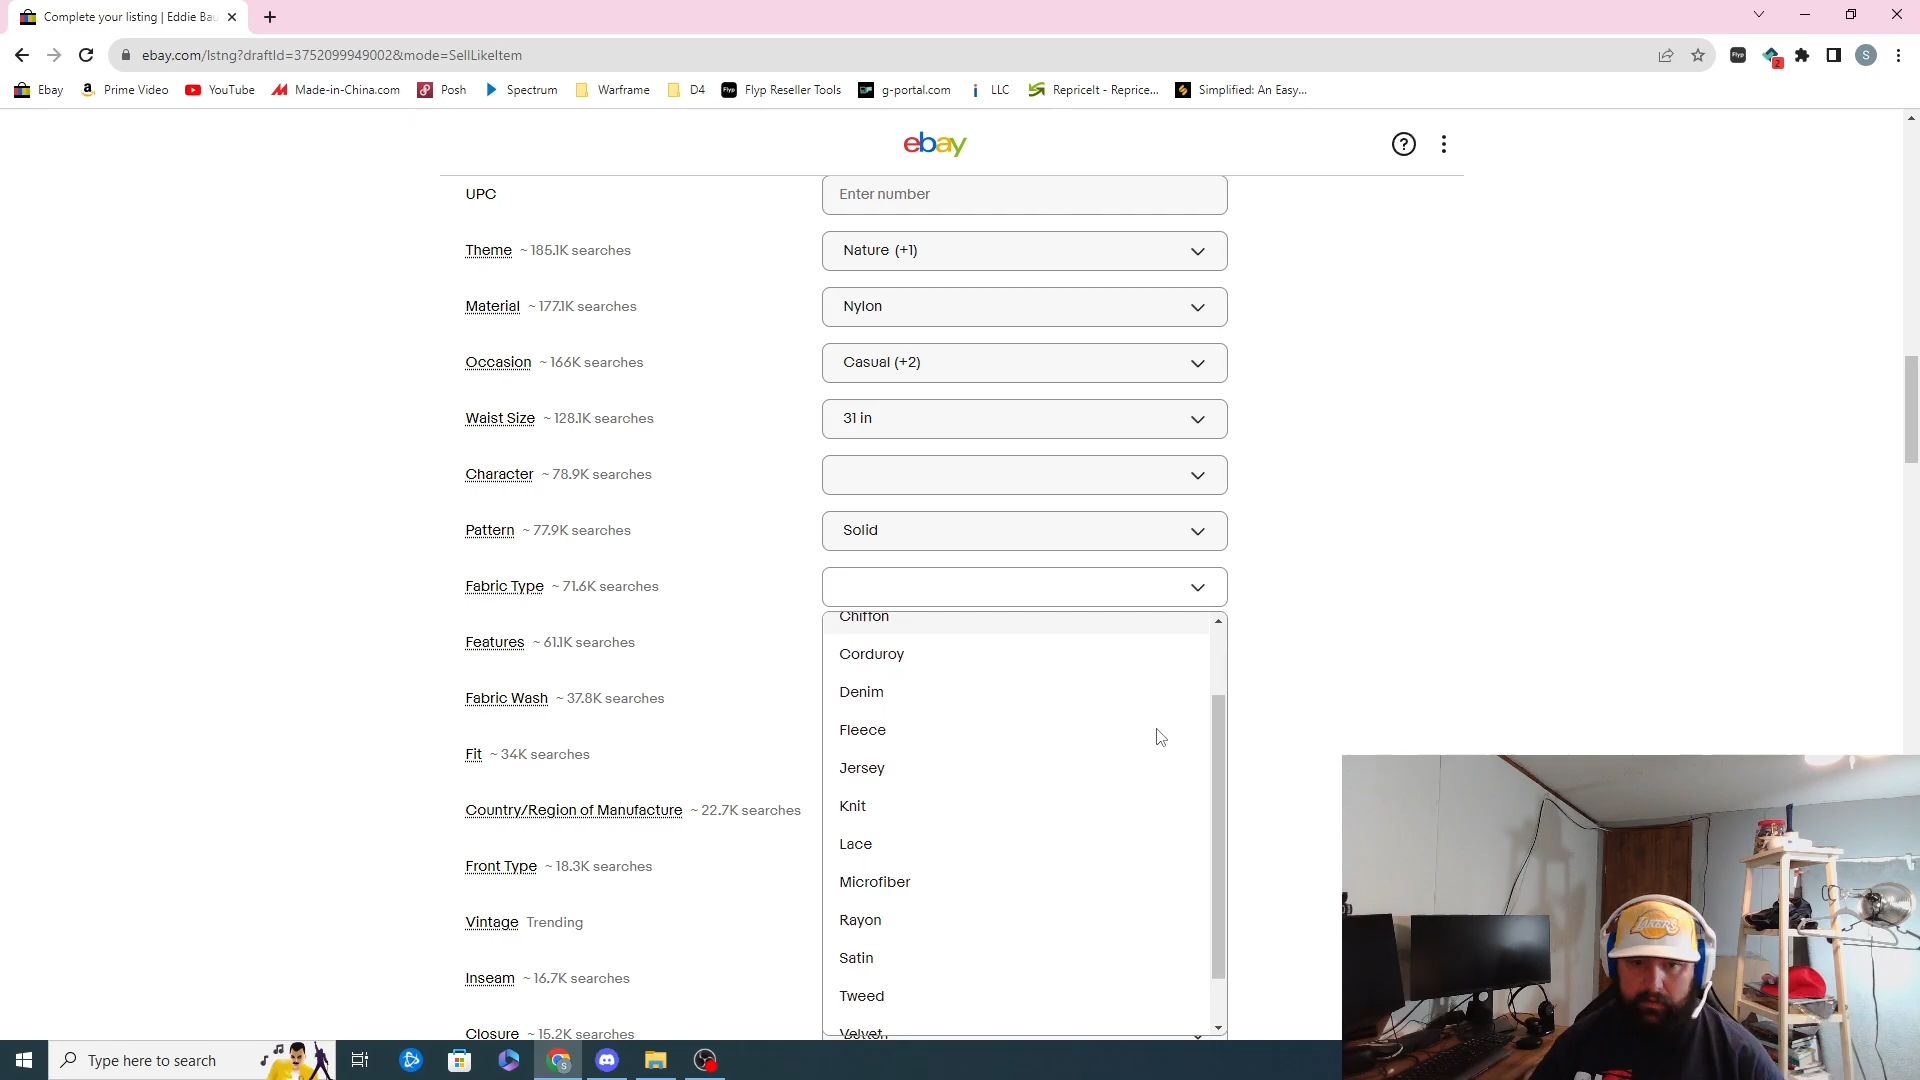 Complete your listing | Eddie Bau
ebay.com/lstng?draftId=3752099949002&mode=SellLikeItem
2
S
Ebay
Prime Video
YouTube
Made-in-China.com
Posh
Spectrum
Warframe
D4
Flyp Reseller Tools
g-portal.com
LLC
RepriceIt - Reprice...
Simplified: An Easy...
ebay
UPC
Enter number
Theme ~ 185.1K searches
Nature (+1)
Material ~ 177.1K searches
Nylon
Occasion ~ 166K searches
Casual (+2)
Waist Size ~ 128.1K searches
31 in
Character ~ 78.9K searches
Pattern ~ 77.9K searches
Solid
Fabric Type ~ 71.6K searches
Chiffon
Features ~ 61.1K searches
Corduroy
Denim
Fabric Wash ~ 37.8K searches
Fleece
Fit ~ 34K searches
Jersey
Country/Region of Manufacture ~ 22.7K searches
Knit
Lace
Front Type ~ 18.3K searches
Microfiber
Vintage Trending
Rayon
Satin
Inseam ~ 16.7K searches
Tweed
Closure ~ 15.2K searches
Velvet
LAKERS
Type here to search